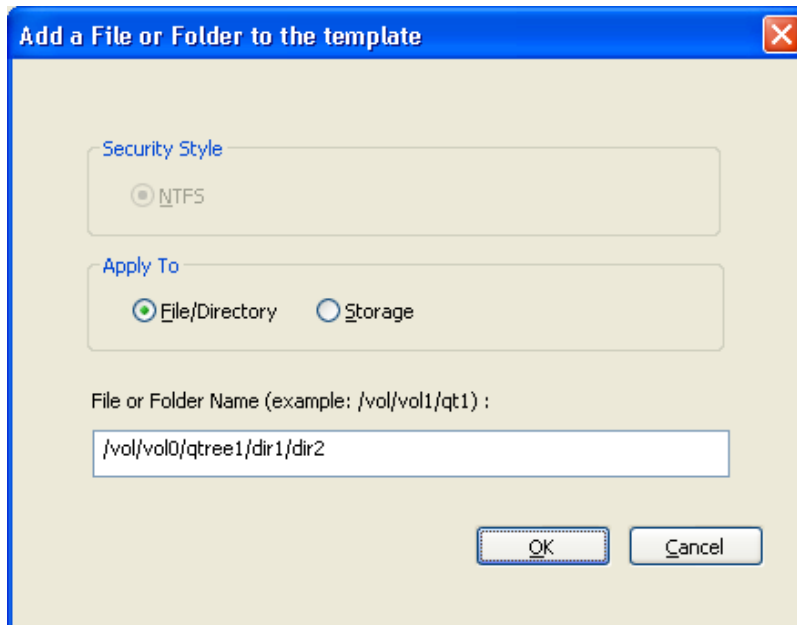 Add a File or Folder to the template
Security Style
NTFS
Apply To
File/Directory Storage
File or Folder Name (example: /vol/vol1/qt1) :
/vol/vol0/qtree1/dir1/dir2
OK Cancel